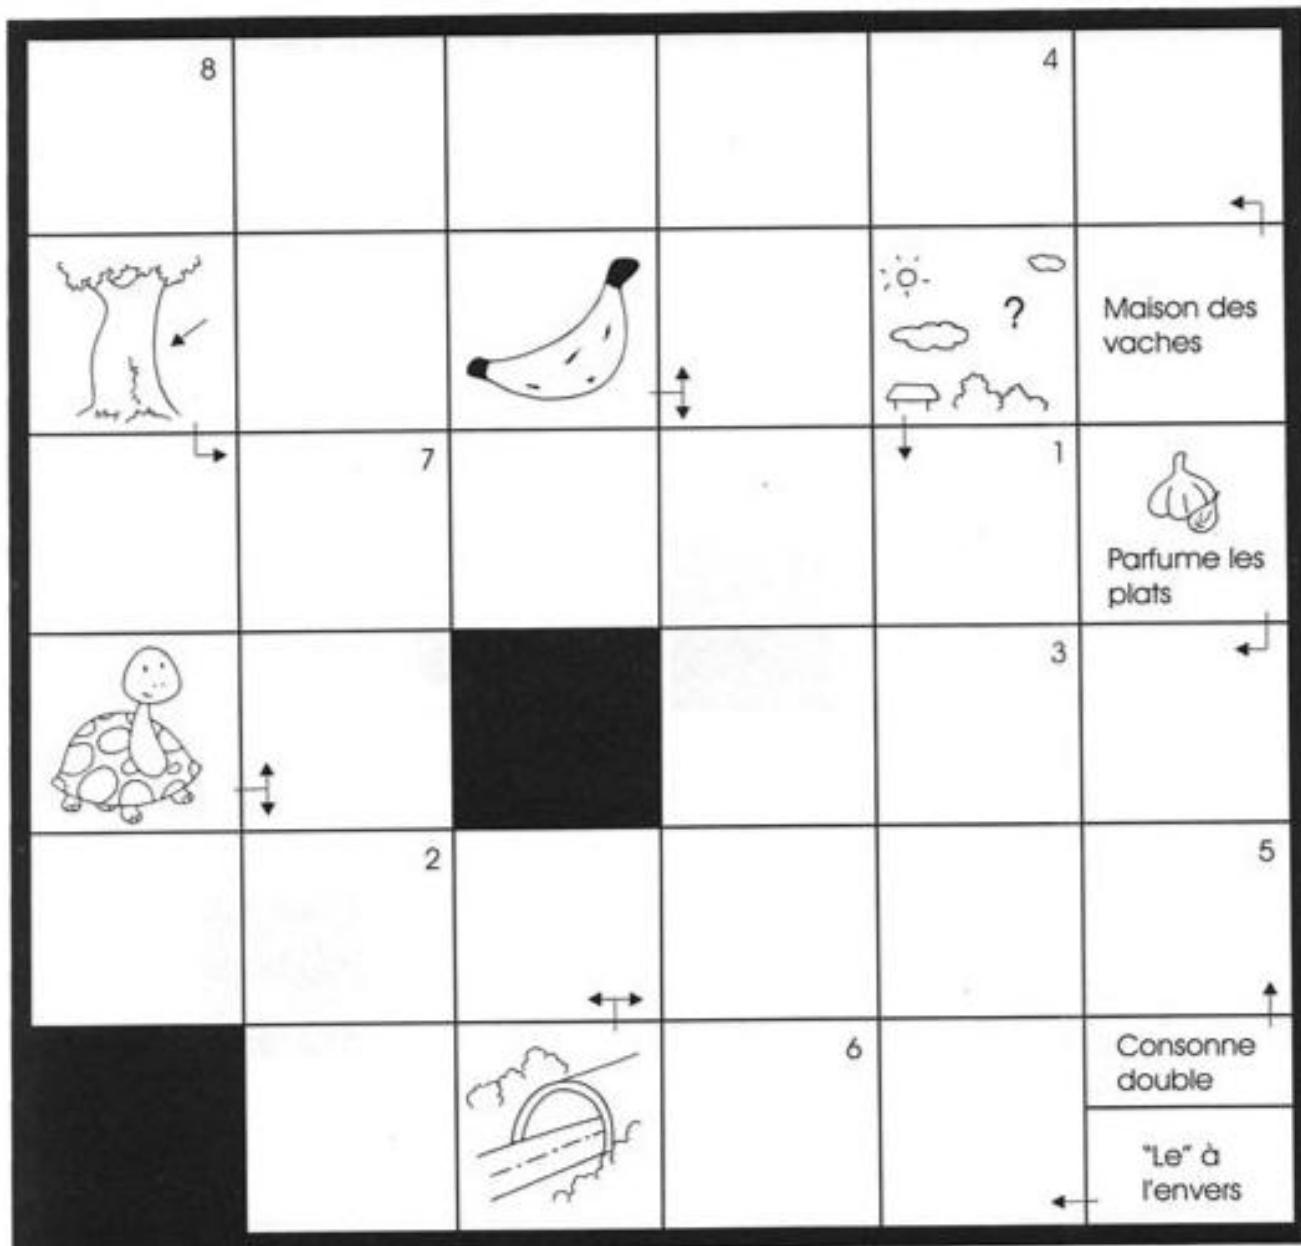 8
4
?
Maison des
vaches
7
1
Parfume les
plats
3
2
5
6
Consonne
double
"Le" à
l'envers